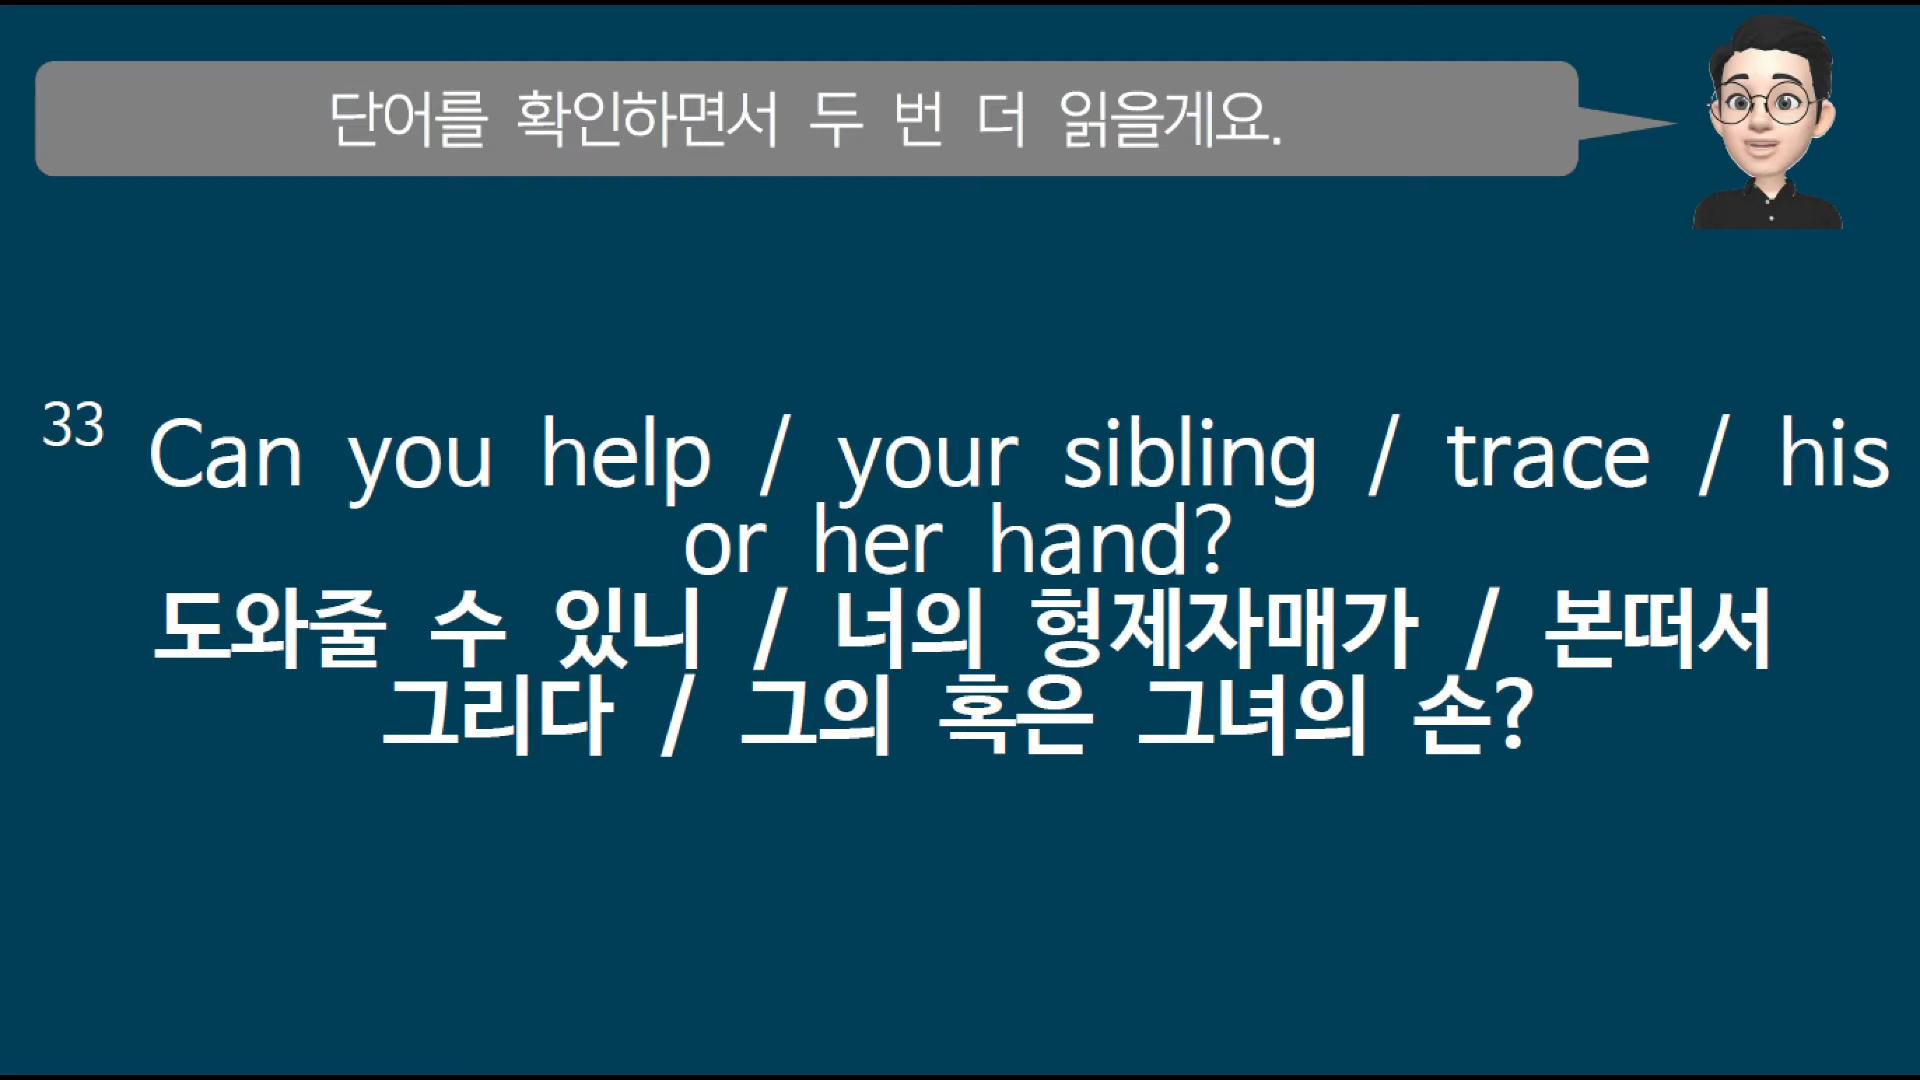 단어를 확인하면서 두 번 더 읽을게요.
33 Can you help / your sibling / trace / his
or her hand?
도와줄 수 있니 / 너의 형제자매가 / 본떠서
그리다 / 그의 혹은 그녀의 손?